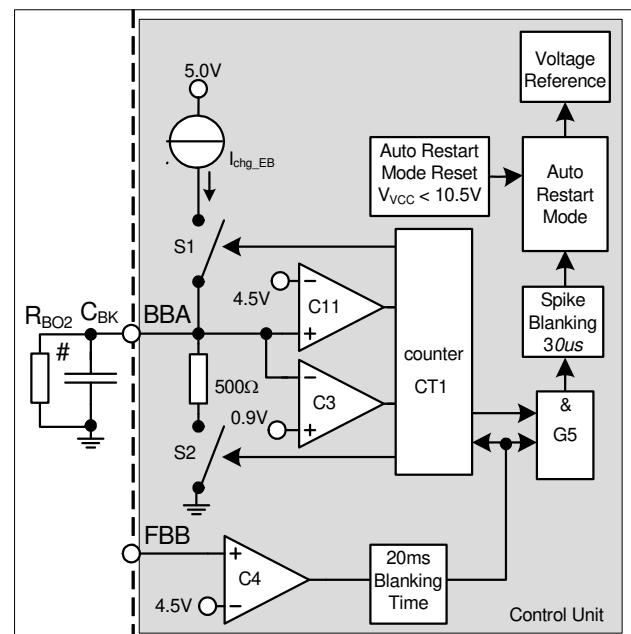 5.0V
Ichg_EB
Voltage
Reference
Auto Restart
Mode Reset
VVCC < 10.5V
Auto
Restart
Mode
S1
4.5V
C11
RBO2
CBK
BBA
#
500Ω
C3
0.9V
S2
counter
CT1
Spike
Blanking
30us
&
G5
FBB
C4
4.5V
20ms
Blanking
Time
Control Unit